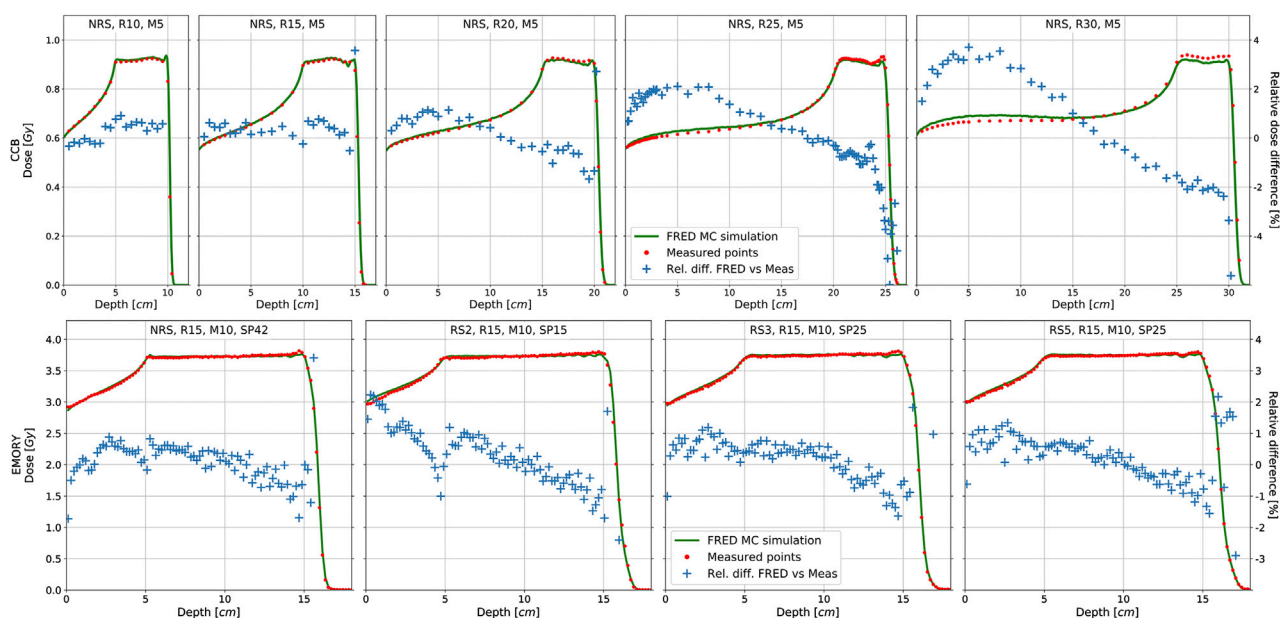 NRS, R10, M5
NRS, R15, M5
NRS, R20, M5
NRS, R25, M5
NRS, R30, M5
CCB
Dose [Gy]
1.0
0.8
0.6
0.4
0.2
0.0
0 5 10
0 5 10 15
0 5 10 15 20
0 5 10 15 20 25
0 5 10 15 20 25 30
Depth [cm]
Depth [cm]
Depth [cm]
Depth [cm]
Depth [cm]
4
2
0
-2
-4
Relative dose difference [%]
FRED MC simulation
Measured points
Rel. diff. FRED vs Meas
NRS, R15, M10, SP42
RS2, R15, M10, SP15
RS3, R15, M10, SP25
RS5, R15, M10, SP25
EMORY
Dose [Gy]
4.0
3.5
3.0
2.5
2.0
1.5
1.0
0.5
0.0
0 5 10 15
0 5 10 15
0 5 10 15
0 5 10 15
Depth [cm]
Depth [cm]
Depth [cm]
Depth [cm]
4
3
2
1
0
-1
-2
-3
Relative difference [%]
FRED MC simulation
Measured points
Rel. diff. FRED vs Meas